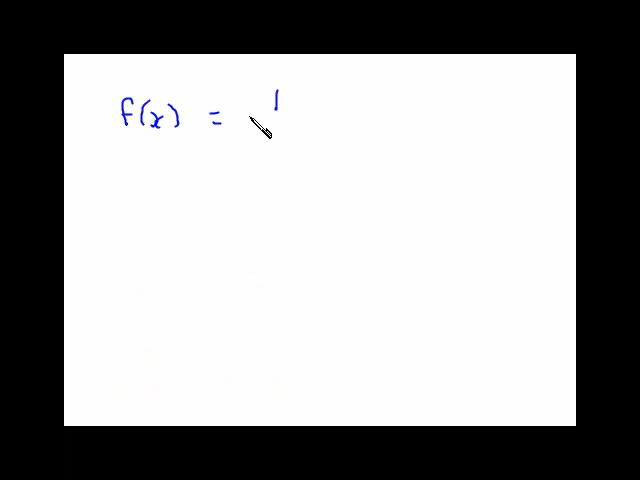 f(x) = 1